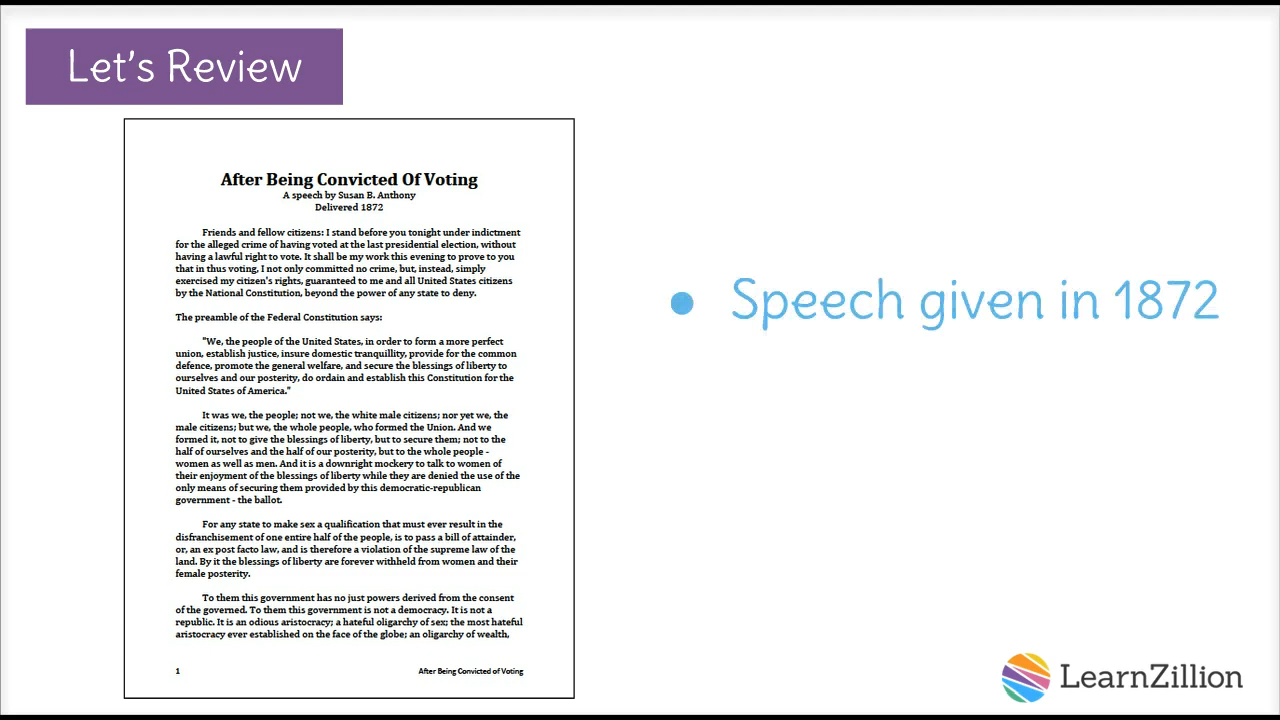 Let's Review
After Being Convicted Of Voting
A speech by Susan B. Anthony
Delivered 1872
Friends and fellow citizens: I stand before you tonight under indictment
for the alleged crime of having voted at the last presidential election, without
having a lawful right to vote. It shall be my work this evening to prove to you
that in thus voting, I not only committed no crime, but, instead, simply
exercised my citizen's rights, guaranteed to me and all United States citizens
by the National Constitution, beyond the power of any state to deny.
The preamble of the Federal Constitution says:
"We, the people of the United States, in order to form a more perfect
union, establish justice, insure domestic tranquillity, provide for the common
defence, promote the general welfare, and secure the blessings of liberty to
ourselves and our posterity, do ordain and establish this Constitution for the
United States of America."
It was we, the people; not we, the white male citizens; nor yet we, the
male citizens; but we, the whole people, who formed the Union. And we
formed it, not to give the blessings of liberty, but to secure them; not to the
half of ourselves and the half of our posterity, but to the whole people -
women as well as men. And it is a downright mockery to talk to women of
their enjoyment of the blessings of liberty while they are denied the use of the
only means of securing them provided by this democratic-republican
government - the ballot.
For any state to make sex a qualification that must ever result in the
disfranchisement of one entire half of the people, is to pass a bill of attainder,
or, an ex post facto law, and is therefore a violation of the supreme law of the
land. By it the blessings of liberty are forever withheld from women and their
female posterity.
To them this government has no just powers derived from the consent
of the governed. To them this government is not a democracy. It is not a
republic. It is an odious aristocracy; a hateful oligarchy of sex; the most hateful
aristocracy ever established on the face of the globe; an oligarchy of wealth,
1 After Being Convicted of Voting
● Speech given in 1872
LearnZillion